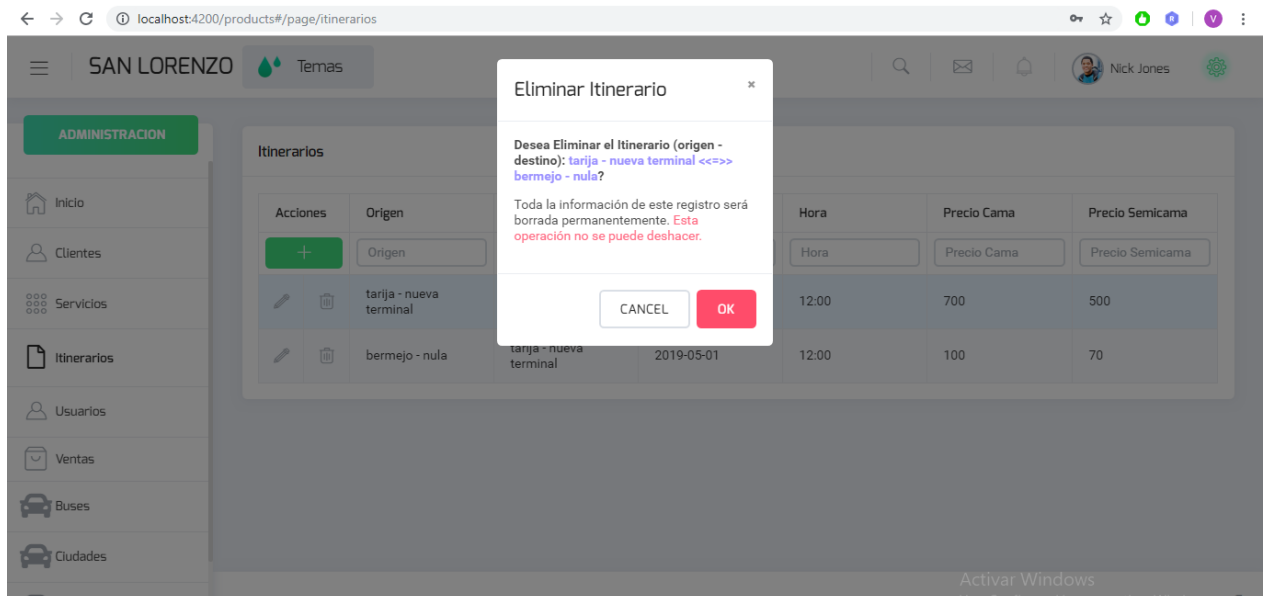 localhost:4200/products#/page/itinerarios
V
SAN LORENZO
Temas
Nick Jones
ADMINISTRACION
Inicio
Clientes
Servicios
Itinerarios
Usuarios
Ventas
Buses
Ciudades
Itinerarios
Acciones Origen Hora Precio Cama Precio Semicama
+ Origen Hora Precio Cama Precio Semicama
tarija - nueva
terminal
12:00 700 500
bermejo - nula
tarija - nueva
terminal
2019-05-01 12:00 100 70
Eliminar Itinerario ×
Desea Eliminar el Itinerario (origen -
destino): tarija - nueva terminal <<=>>
bermejo - nula?
Toda la información de este registro será
borrada permanentemente. Esta
operación no se puede deshacer.
CANCEL OK
Activar Windows